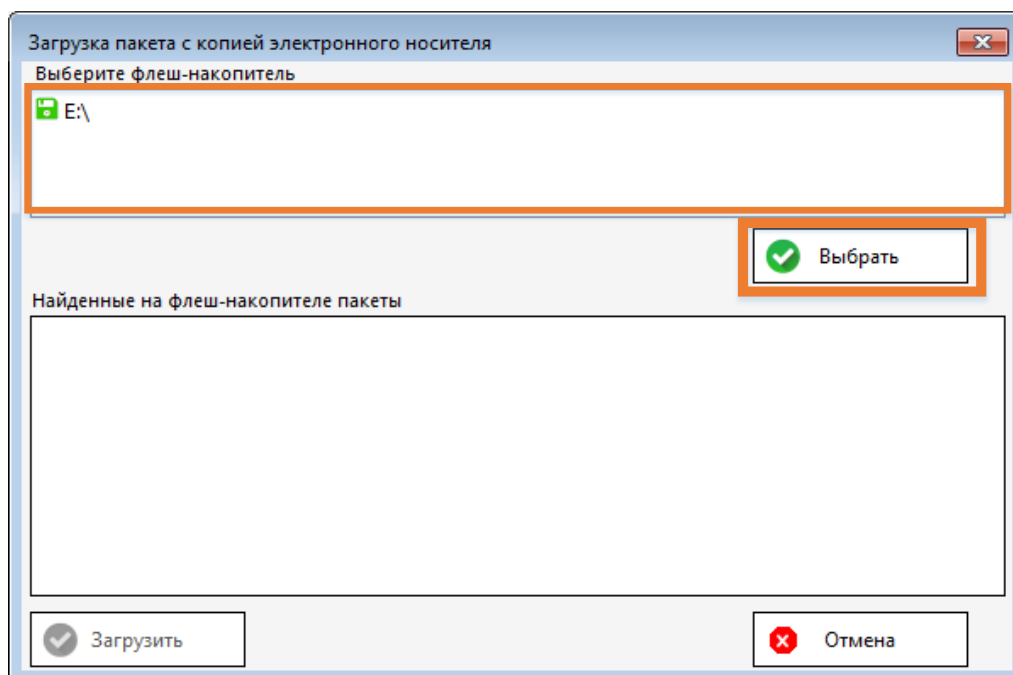 Загрузка пакета с копией электронного носителя
Выберите флеш-накопитель
E:\
Выбрать
Найденные на флеш-накопителе пакеты
Загрузить
Отмена